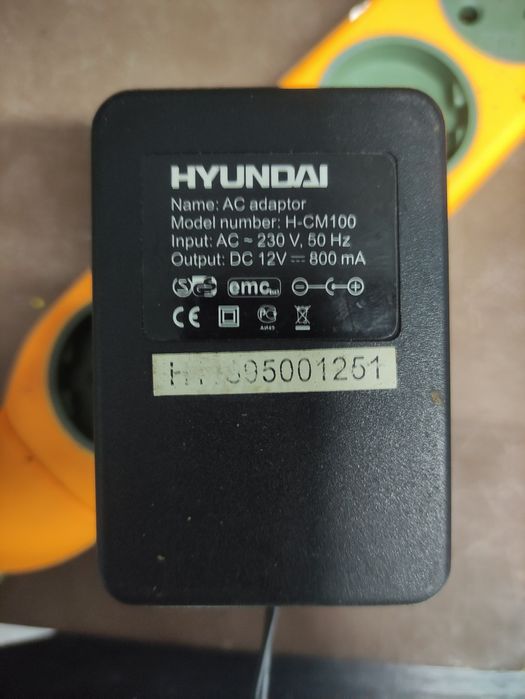 HYUNDAI
Name: AC adaptor
Model number: H-CM100
Input: AC ~ 230 V, 50 Hz
Output: DC 12V ⎓ 800 mA
emc
CE